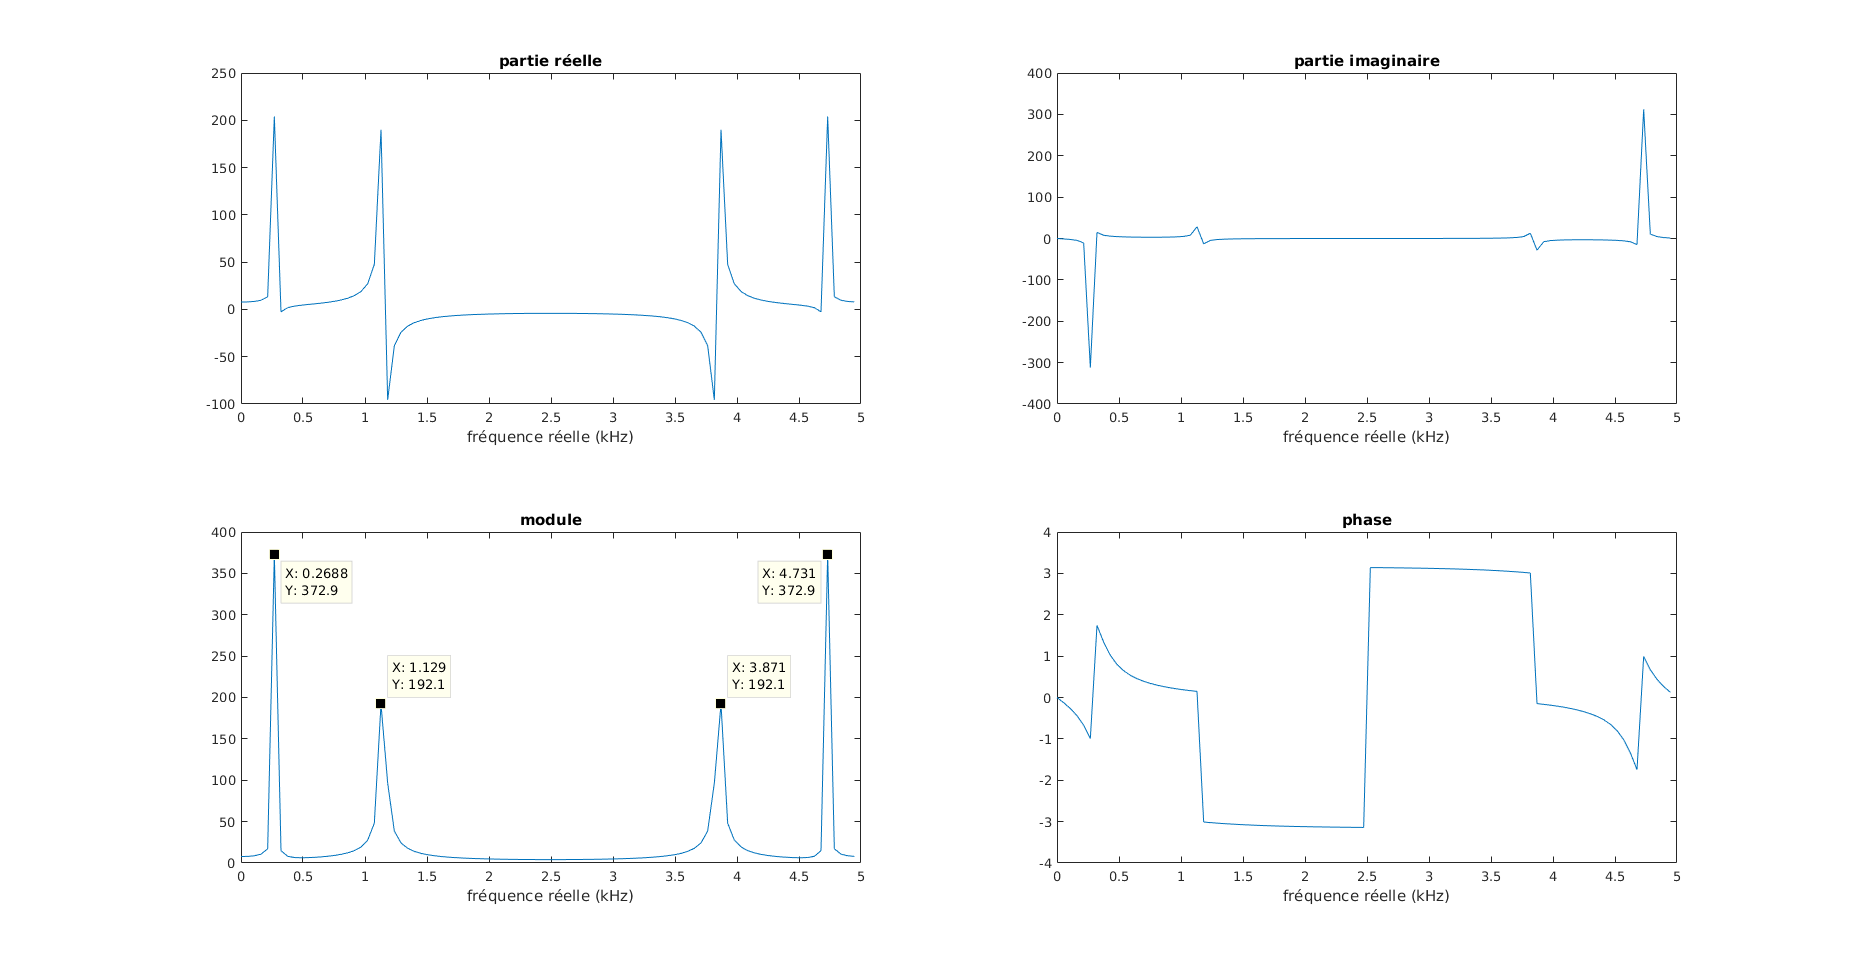 partie réelle
250
200
150
100
50
0
-50
-100
0 0.5 1 1.5 2 2.5 3 3.5 4 4.5 5
fréquence réelle (kHz)
partie imaginaire
400
300
200
100
0
-100
-200
-300
-400
0 0.5 1 1.5 2 2.5 3 3.5 4 4.5 5
fréquence réelle (kHz)
module
400
350
300
250
200
150
100
50
0
X: 0.2688
Y: 372.9
X: 4.731
Y: 372.9
X: 1.129
Y: 192.1
X: 3.871
Y: 192.1
0 0.5 1 1.5 2 2.5 3 3.5 4 4.5 5
fréquence réelle (kHz)
phase
4
3
2
1
0
-1
-2
-3
-4
0 0.5 1 1.5 2 2.5 3 3.5 4 4.5 5
fréquence réelle (kHz)